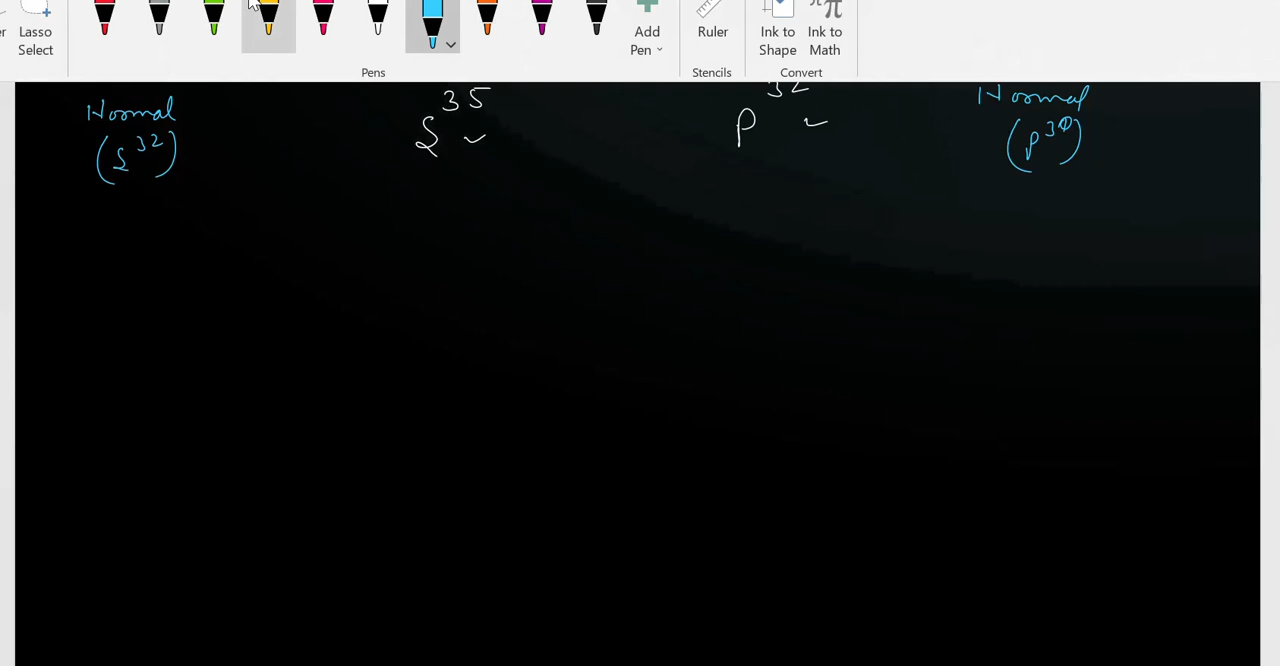 Lasso Select
Add Pen
Ruler
Ink to Shape
Ink to Math
Pens
Stencils
Convert
Normal
(S³²)
S³⁵
P³²
Normal
(P³¹)